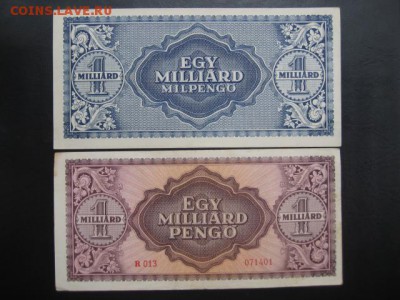 COINS.LAVE.RU
EGY
MILLIÁRD
MILPENGŐ
1
MILLIÁRD
1
MILLIÁRD
EGY
MILLIÁRD
PENGŐ
1
MILLIÁRD
1
MILLIÁRD
H 013 071401